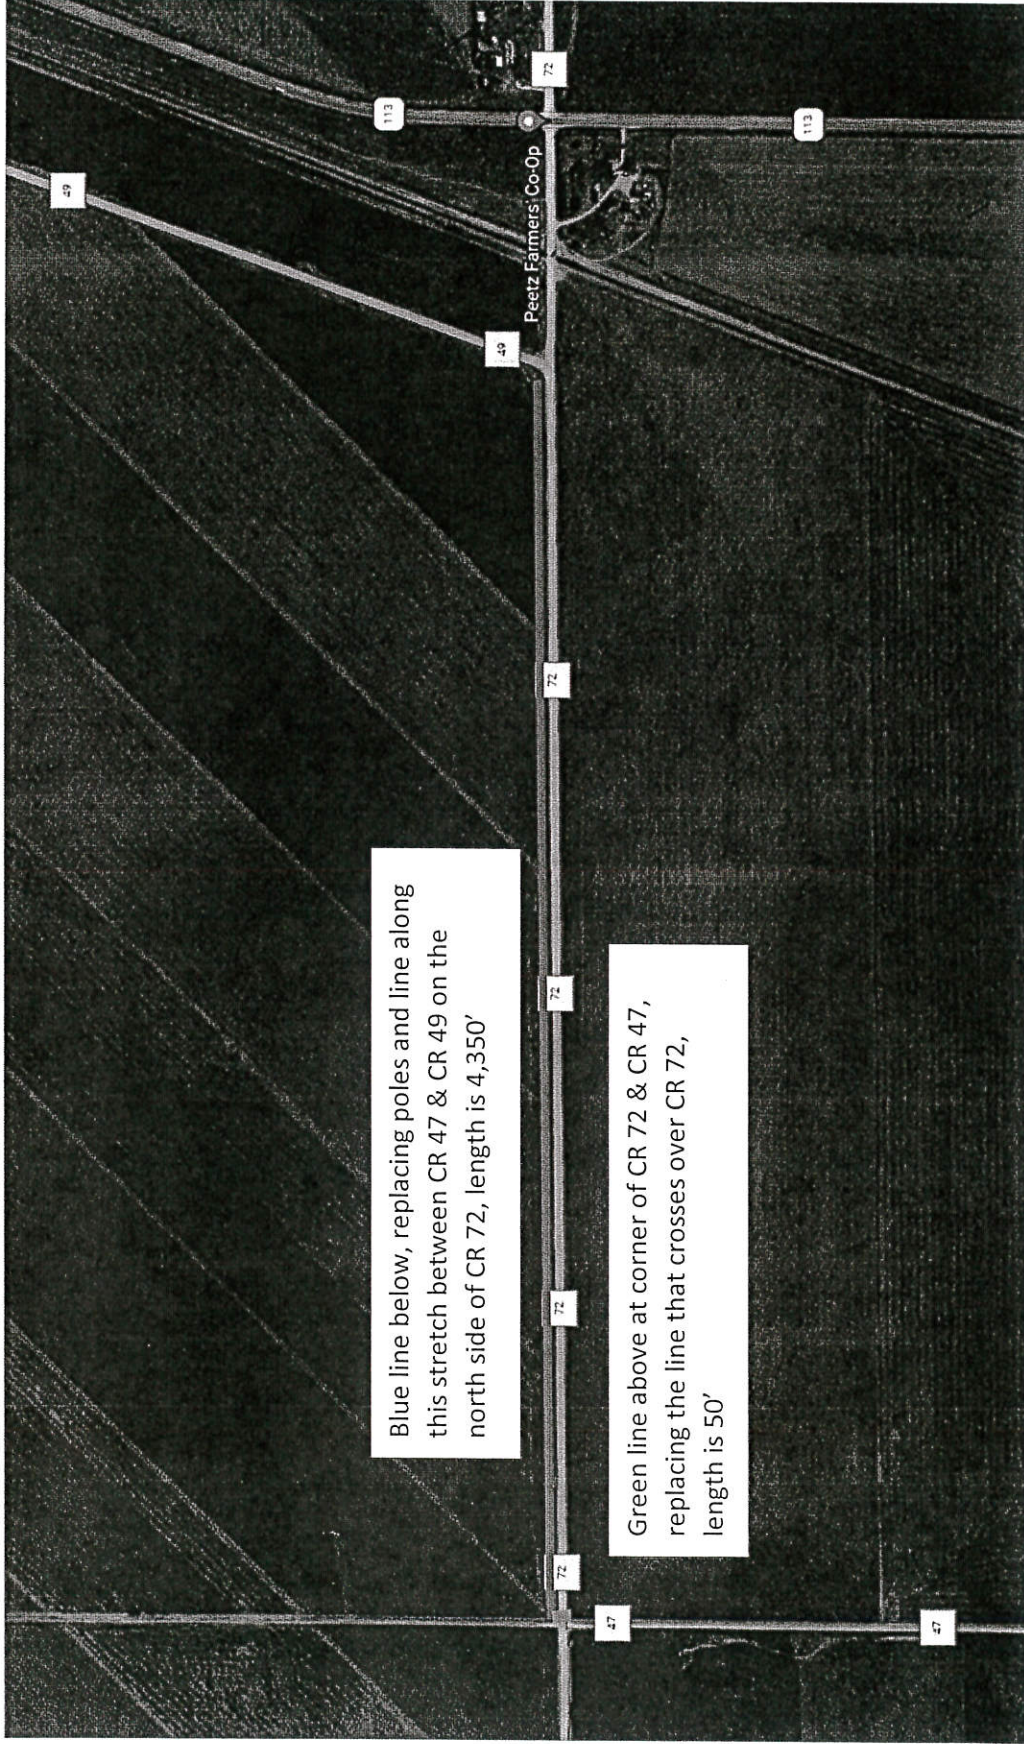 49
113
72
49
Peetz Farmers' Co-Op
113
72
Blue line below, replacing poles and line along
this stretch between CR 47 & CR 49 on the
north side of CR 72, length is 4,350’
72
72
72
47
Green line above at corner of CR 72 & CR 47,
replacing the line that crosses over CR 72,
length is 50’
47